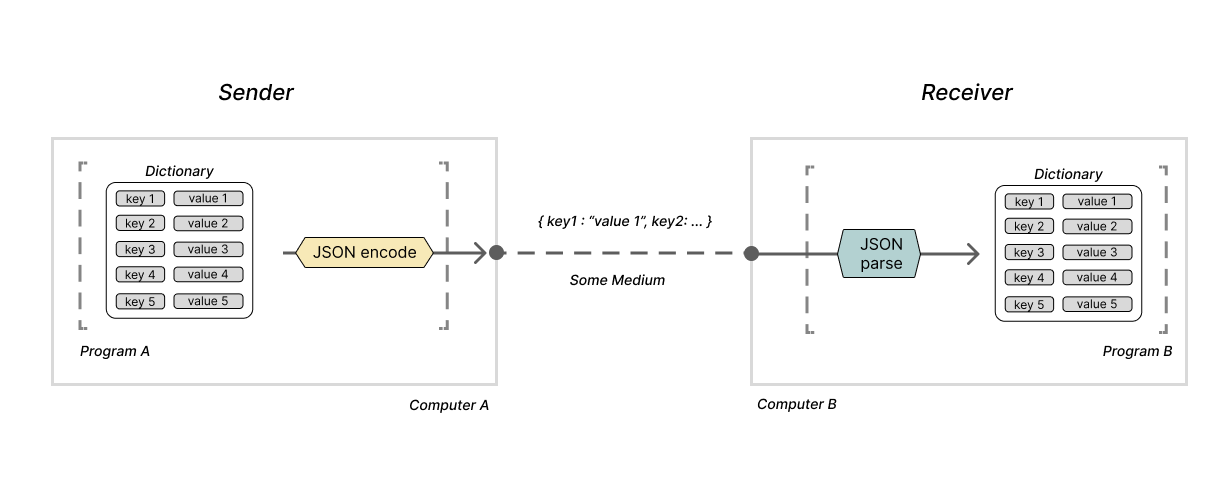 Sender
Receiver
Dictionary
key 1 value 1
key 2 value 2
key 3 value 3
key 4 value 4
key 5 value 5
JSON encode
Program A
Computer A
{ key1 : “value 1”, key2: ... }
Some Medium
JSON
parse
Dictionary
key 1 value 1
key 2 value 2
key 3 value 3
key 4 value 4
key 5 value 5
Program B
Computer B